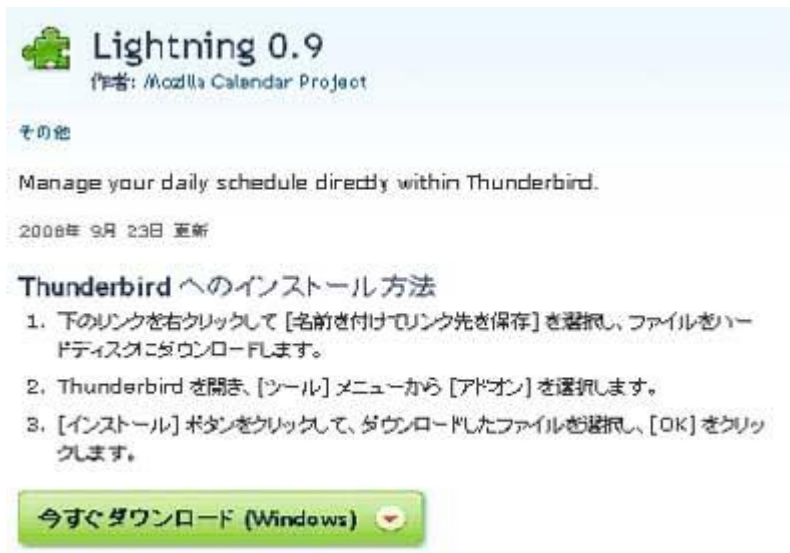 Lightning 0.9
作者: Mozilla Calendar Project
その他
Manage your daily schedule directly within Thunderbird.
2008年 9月 23日 更新
Thunderbird へのインストール方法
1. 下のリンクを右クリックして [名前を付けてリンク先を保存] を選択し、ファイルをハー
ドディスクにダウンロードします。
2. Thunderbird を開き、[ツール] メニューから [アドオン] を選択します。
3. [インストール] ボタンをクリックして、ダウンロードしたファイルを選択し、[OK] をクリッ
クします。
今すぐダウンロード (Windows)